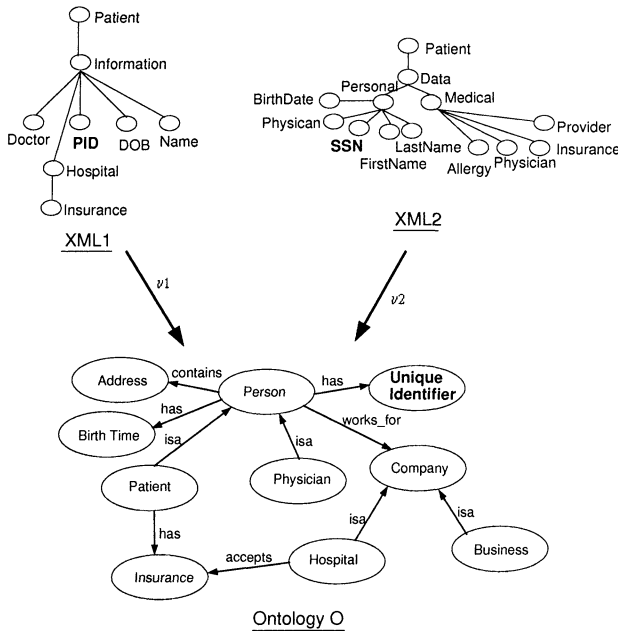 Patient
Information
Doctor
PID
DOB
Name
Hospital
Insurance
XML1
Patient
Data
Personal
Medical
BirthDate
Physican
SSN
FirstName
LastName
Allergy
Physician
Insurance
Provider
XML2
ν1
ν2
Address
contains
Person
has
Unique
Identifier
has
Birth Time
isa
isa
works_for
Patient
Physician
Company
has
isa
isa
accepts
Hospital
Business
Insurance
Ontology O